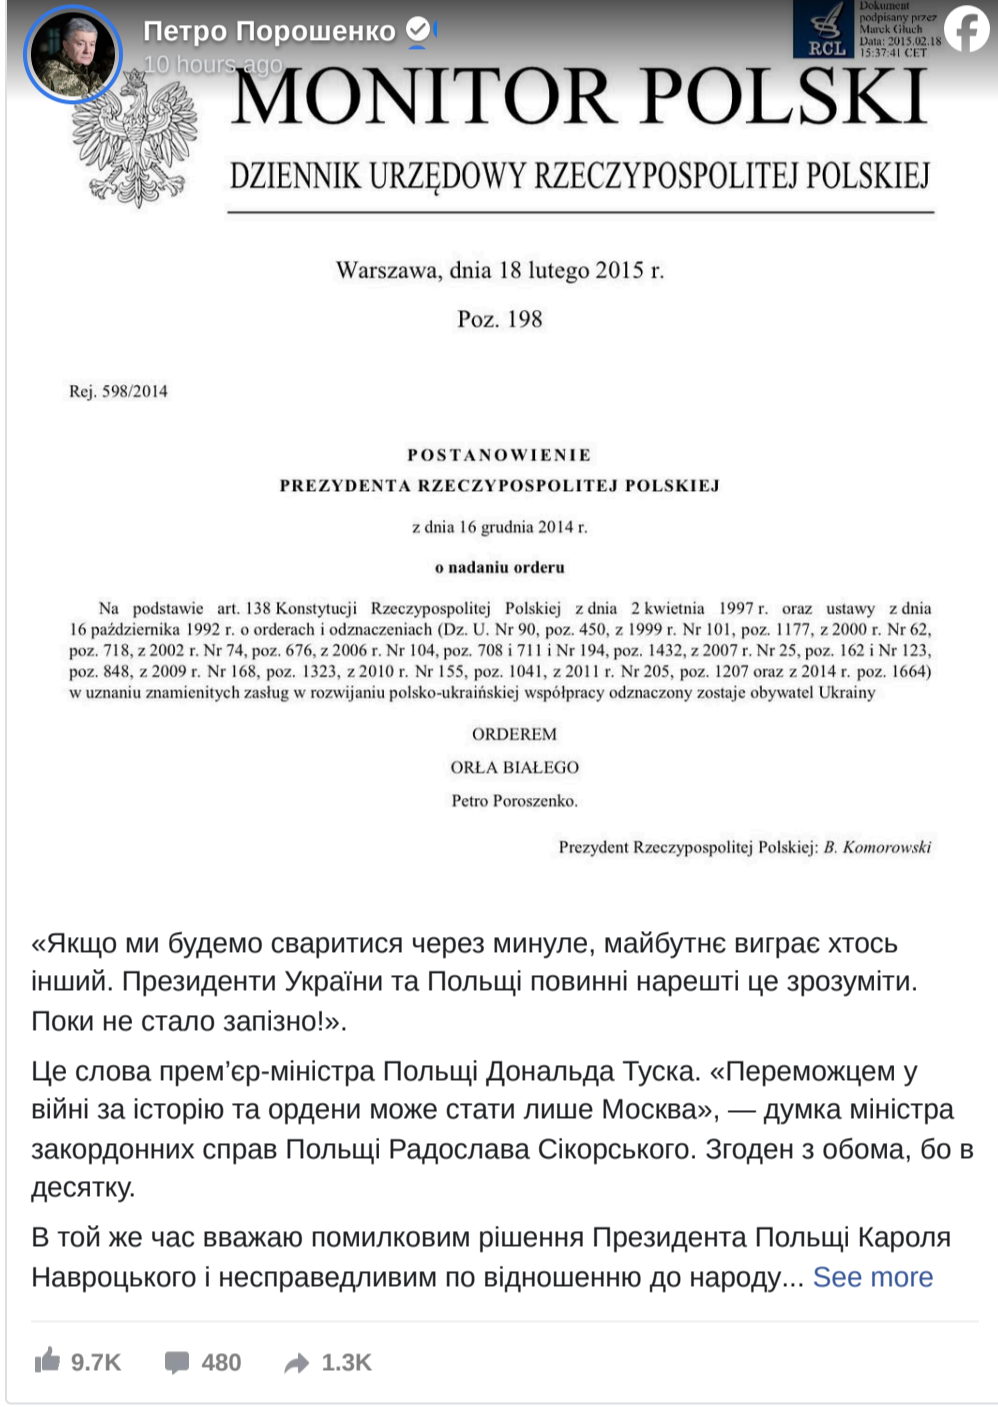 Петро Порошенко
10 hours ago
Dokument
podpisany przez
Marek Głuch
Data: 2015.02.18
15:37:41 CET
RCL
MONITOR POLSKI
DZIENNIK URZĘDOWY RZECZYPOSPOLITEJ POLSKIEJ
Warszawa, dnia 18 lutego 2015 r.
Poz. 198
Rej. 598/2014
POSTANOWIENIE
PREZYDENTA RZECZYPOSPOLITEJ POLSKIEJ
z dnia 16 grudnia 2014 r.
o nadaniu orderu
Na podstawie art. 138 Konstytucji Rzeczypospolitej Polskiej z dnia 2 kwietnia 1997 r. oraz ustawy z dnia
16 października 1992 r. o orderach i odznaczeniach (Dz. U. Nr 90, poz. 450, z 1999 r. Nr 101, poz. 1177, z 2000 r. Nr 62,
poz. 718, z 2002 r. Nr 74, poz. 676, z 2006 r. Nr 104, poz. 708 i 711 i Nr 194, poz. 1432, z 2007 r. Nr 25, poz. 162 i Nr 123,
poz. 848, z 2009 r. Nr 168, poz. 1323, z 2010 r. Nr 155, poz. 1041, z 2011 r. Nr 205, poz. 1207 oraz z 2014 r. poz. 1664)
w uznaniu znamienitych zasług w rozwijaniu polsko-ukraińskiej współpracy odznaczony zostaje obywatel Ukrainy
ORDEREM
ORŁA BIAŁEGO
Petro Poroszenko.
Prezydent Rzeczypospolitej Polskiej: B. Komorowski
«Якщо ми будемо сваритися через минуле, майбутнє виграє хтось
інший. Президенти України та Польщі повинні нарешті це зрозуміти.
Поки не стало запізно!».
Це слова прем’єр-міністра Польщі Дональда Туска. «Переможцем у
війні за історію та ордени може стати лише Москва», — думка міністра
закордонних справ Польщі Радослава Сікорського. Згоден з обома, бо в
десятку.
В той же час вважаю помилковим рішення Президента Польщі Кароля
Навроцького і несправедливим по відношенню до народу... See more
9.7K 480 1.3K